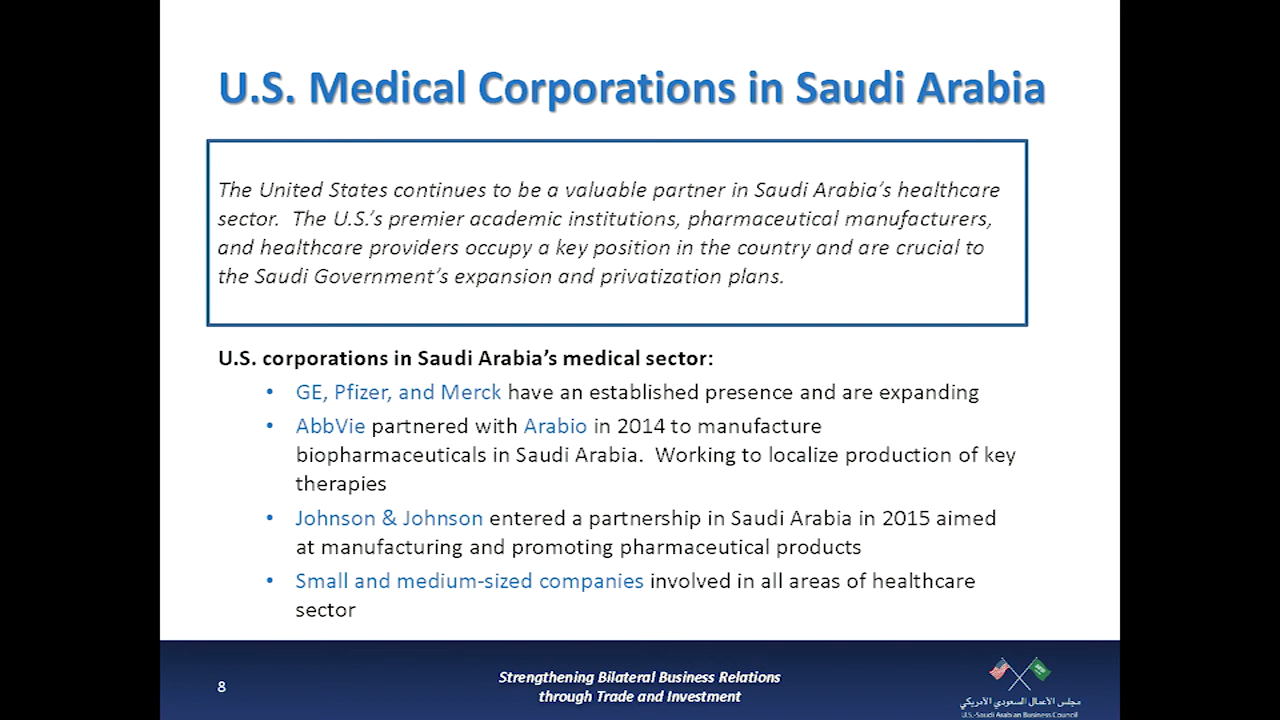 U.S. Medical Corporations in Saudi Arabia
The United States continues to be a valuable partner in Saudi Arabia’s healthcare
sector.  The U.S.’s premier academic institutions, pharmaceutical manufacturers,
and healthcare providers occupy a key position in the country and are crucial to
the Saudi Government’s expansion and privatization plans.
U.S. corporations in Saudi Arabia’s medical sector:
• GE, Pfizer, and Merck have an established presence and are expanding
• AbbVie partnered with Arabio in 2014 to manufacture
biopharmaceuticals in Saudi Arabia.  Working to localize production of key
therapies
• Johnson & Johnson entered a partnership in Saudi Arabia in 2015 aimed
at manufacturing and promoting pharmaceutical products
• Small and medium-sized companies involved in all areas of healthcare
sector
8
Strengthening Bilateral Business Relations
through Trade and Investment
مجلس الأعمال السعودي الأمريكي
U.S.-Saudi Arabian Business Council